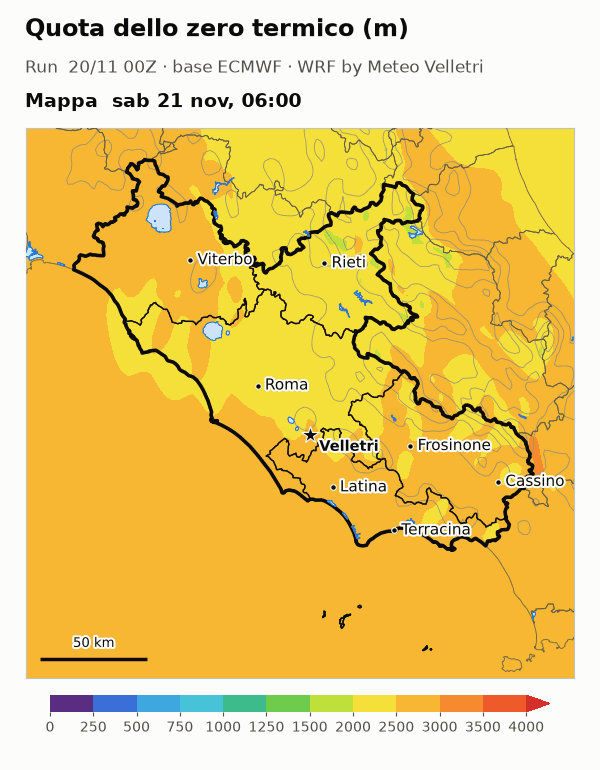 Quota dello zero termico (m)
Run  20/11 00Z · base ECMWF · WRF by Meteo Velletri
Mappa  sab 21 nov, 06:00
Viterbo
Rieti
Roma
Velletri
Frosinone
Cassino
Latina
Terracina
50 km
0 250 500 750 1000 1250 1500 2000 2500 3000 3500 4000